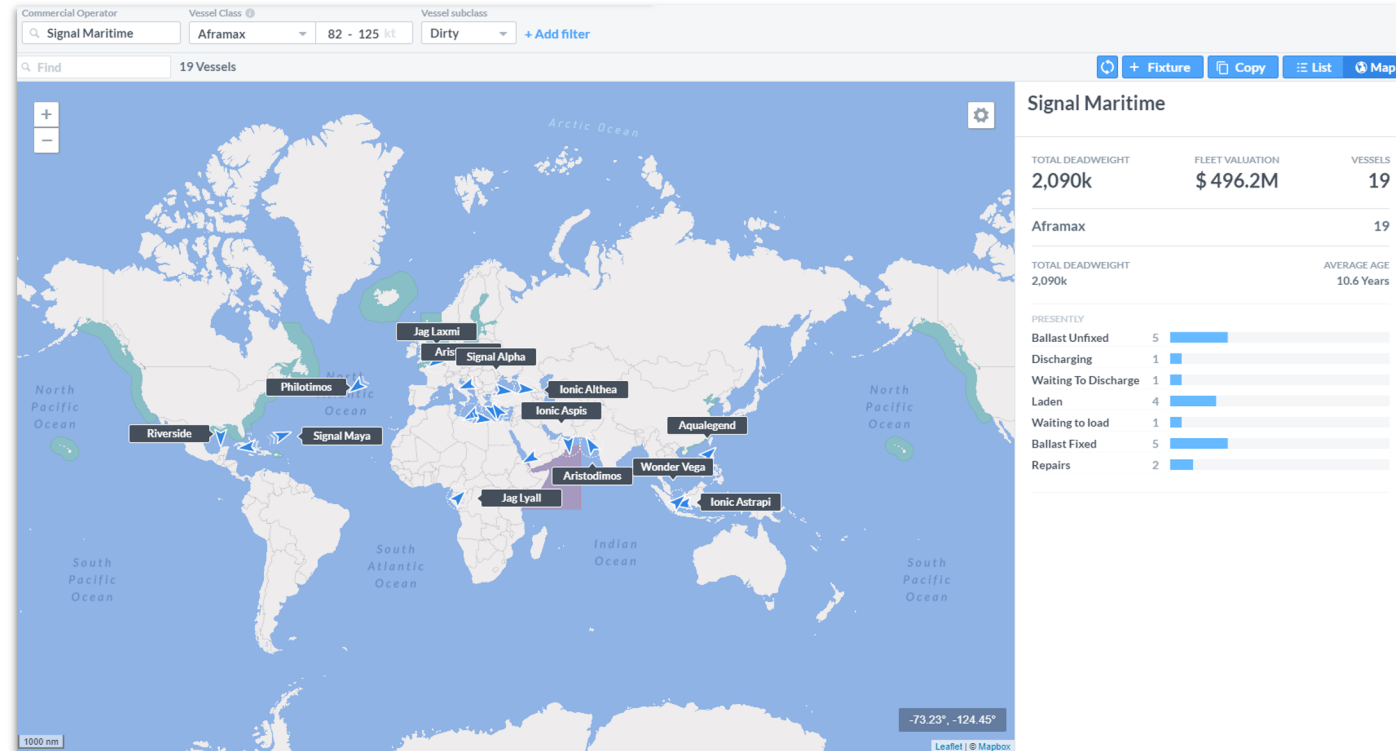 Commercial Operator
Vessel Class
Vessel subclass
Signal Maritime
Aframax
82 - 125 kt
Dirty
+ Add filter
Find
19 Vessels
+ Fixture
Copy
List
Map
+
−
Arctic Ocean
Jag Laxmi
Aris
Signal Alpha
Philotimos
Ionic Althea
North Pacific Ocean
North Atlantic Ocean
North Pacific Ocean
Ionic Aspis
Riverside
Signal Maya
Aqualegend
Wonder Vega
Aristodimos
Jag Lyall
Ionic Astrapi
South Pacific Ocean
South Atlantic Ocean
Indian Ocean
South Pacific Ocean
-73.23°, -124.45°
1000 nm
Leaflet | © Mapbox
Signal Maritime
TOTAL DEADWEIGHT
FLEET VALUATION
VESSELS
2,090k
$ 496.2M
19
Aframax 19
TOTAL DEADWEIGHT
AVERAGE AGE
2,090k
10.6 Years
PRESENTLY
Ballast Unfixed 5
Discharging 1
Waiting To Discharge 1
Laden 4
Waiting to load 1
Ballast Fixed 5
Repairs 2